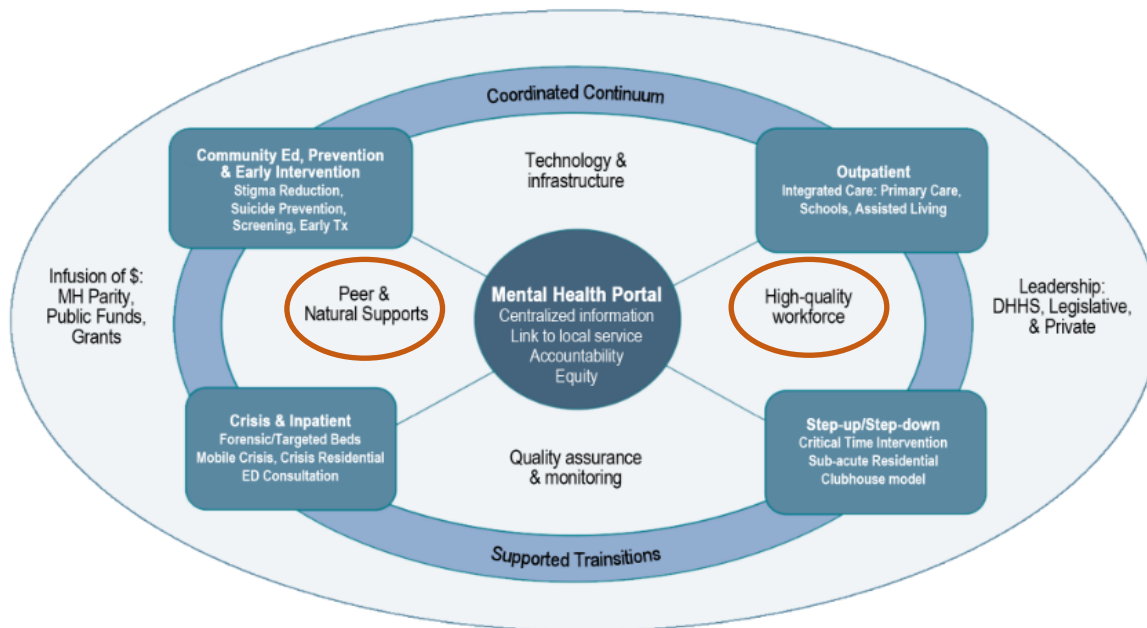 Coordinated Continuum
Community Ed, Prevention
& Early Intervention
Stigma Reduction,
Suicide Prevention,
Screening, Early Tx
Technology &
infrastructure
Outpatient
Integrated Care: Primary Care,
Schools, Assisted Living
Infusion of $:
MH Parity,
Public Funds,
Grants
Peer &
Natural Supports
Mental Health Portal
Centralized information
Link to local service
Accountability
Equity
High-quality
workforce
Leadership:
DHHS, Legislative,
& Private
Crisis & Inpatient
Forensic/Targeted Beds
Mobile Crisis, Crisis Residential
ED Consultation
Quality assurance
& monitoring
Step-up/Step-down
Critical Time Intervention
Sub-acute Residential
Clubhouse model
Supported Trainsitions